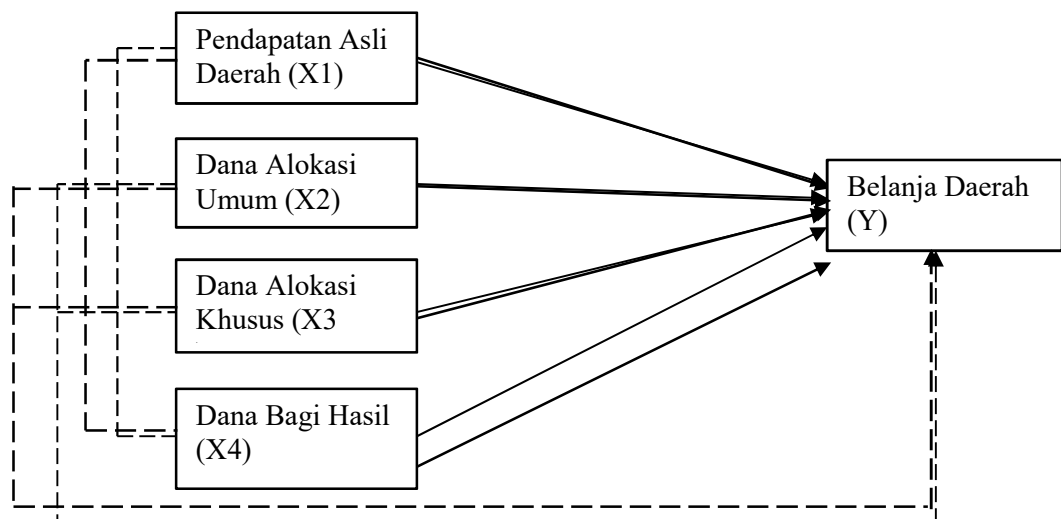 Pendapatan Asli
Daerah (X1)
Dana Alokasi
Umum (X2)
Belanja Daerah
(Y)
Dana Alokasi
Khusus (X3
Dana Bagi Hasil
(X4)